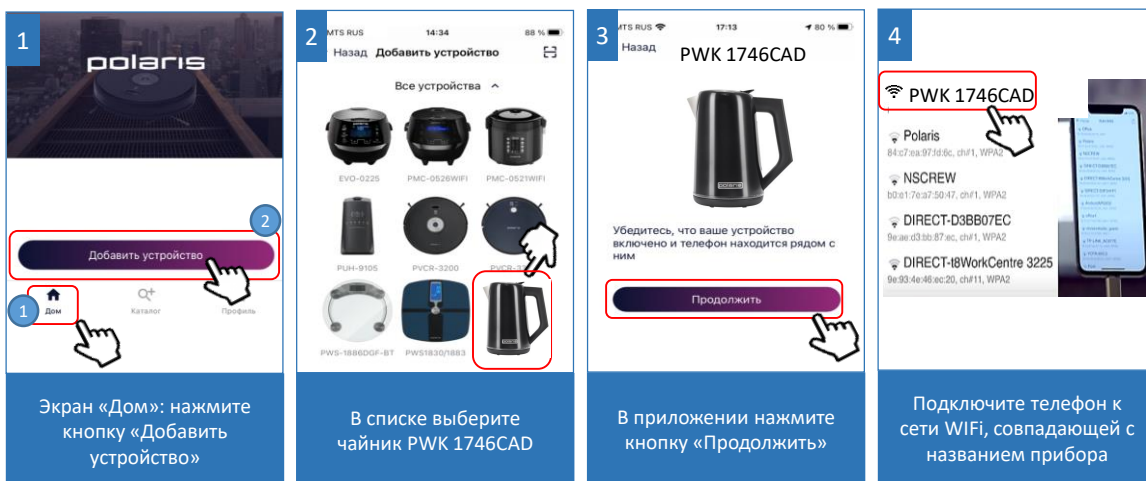 1
polaris
2
Добавить устройство
1
Дом
Каталог
Профиль
Экран «Дом»: нажмите
кнопку «Добавить
устройство»
2
MTS RUS 14:34 88 %
Назад Добавить устройство
Все устройства
EVO-0225 PMC-0526WIFI PMC-0521WIFI
PUH-9105 PVCR-3200
PWS-1886DGF-BT PWS1830/1883
В списке выберите
чайник PWK 1746CAD
3
MTS RUS 17:13 80 %
Назад
PWK 1746CAD
polaris
Убедитесь, что ваше устройство
включено и телефон находится рядом с
ним
Продолжить
В приложении нажмите
кнопку «Продолжить»
4
PWK 1746CAD
Polaris
84:c7:ea:97:fd:6c, ch#1, WPA2
NSCREW
b0:e1:7e:a7:50:47, ch#1, WPA2
DIRECT-D3BB07EC
9e:ae:d3:bb:87:ec, ch#1, WPA2
DIRECT-t8WorkCentre 3225
9e:93:4e:46:ec:20, ch#11, WPA2
Подключите телефон к
сети WIFi, совпадающей с
названием прибора